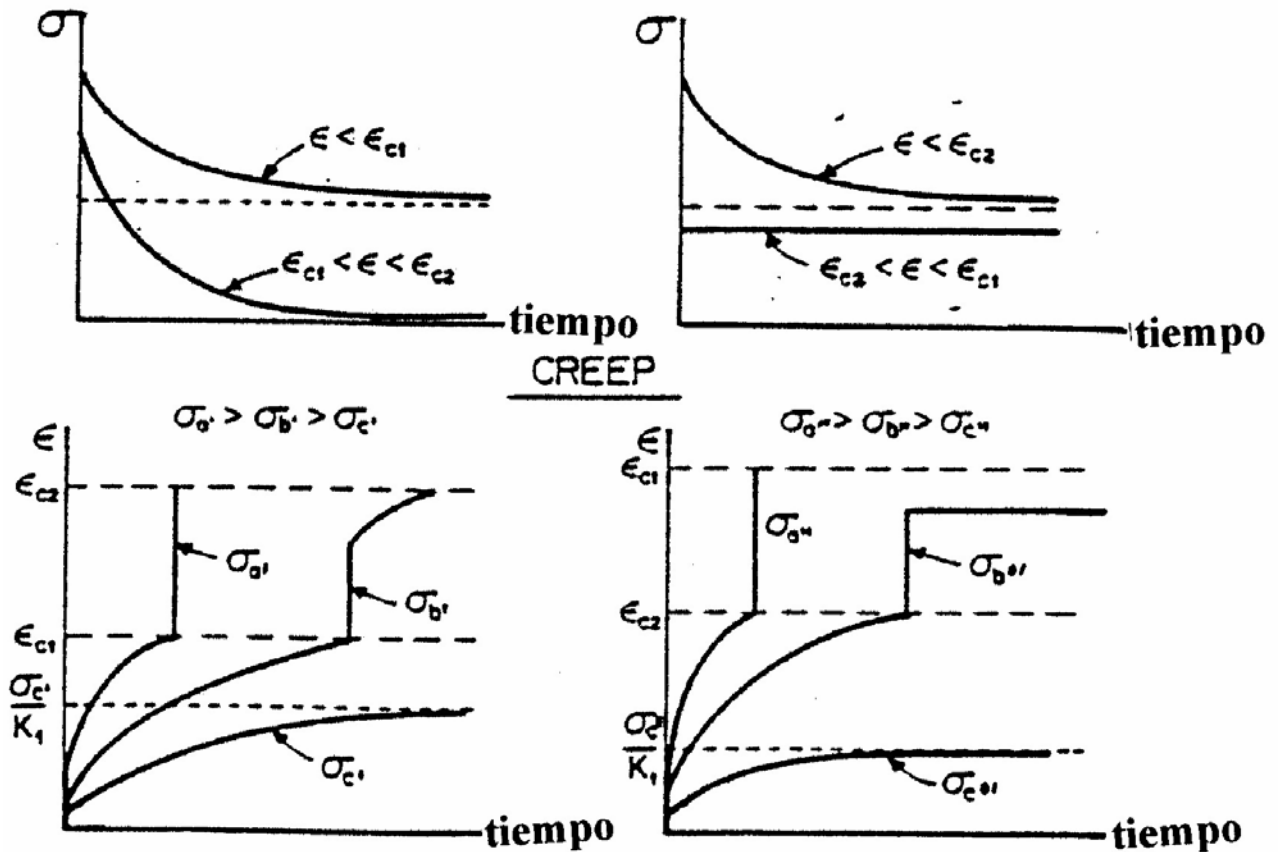 σ
ϵ < ϵc1
ϵc1 < ϵ < ϵc2
tiempo
σ
ϵ < ϵc2
ϵc2 < ϵ < ϵc1
tiempo
CREEP
σa' > σb' > σc'
ϵ
ϵc2
σa'
σb'
ϵc1
σc'
K1
σc'
tiempo
σa" > σb" > σc"
ϵ
ϵc1
σa"
σb"
ϵc2
K1
σc"
tiempo